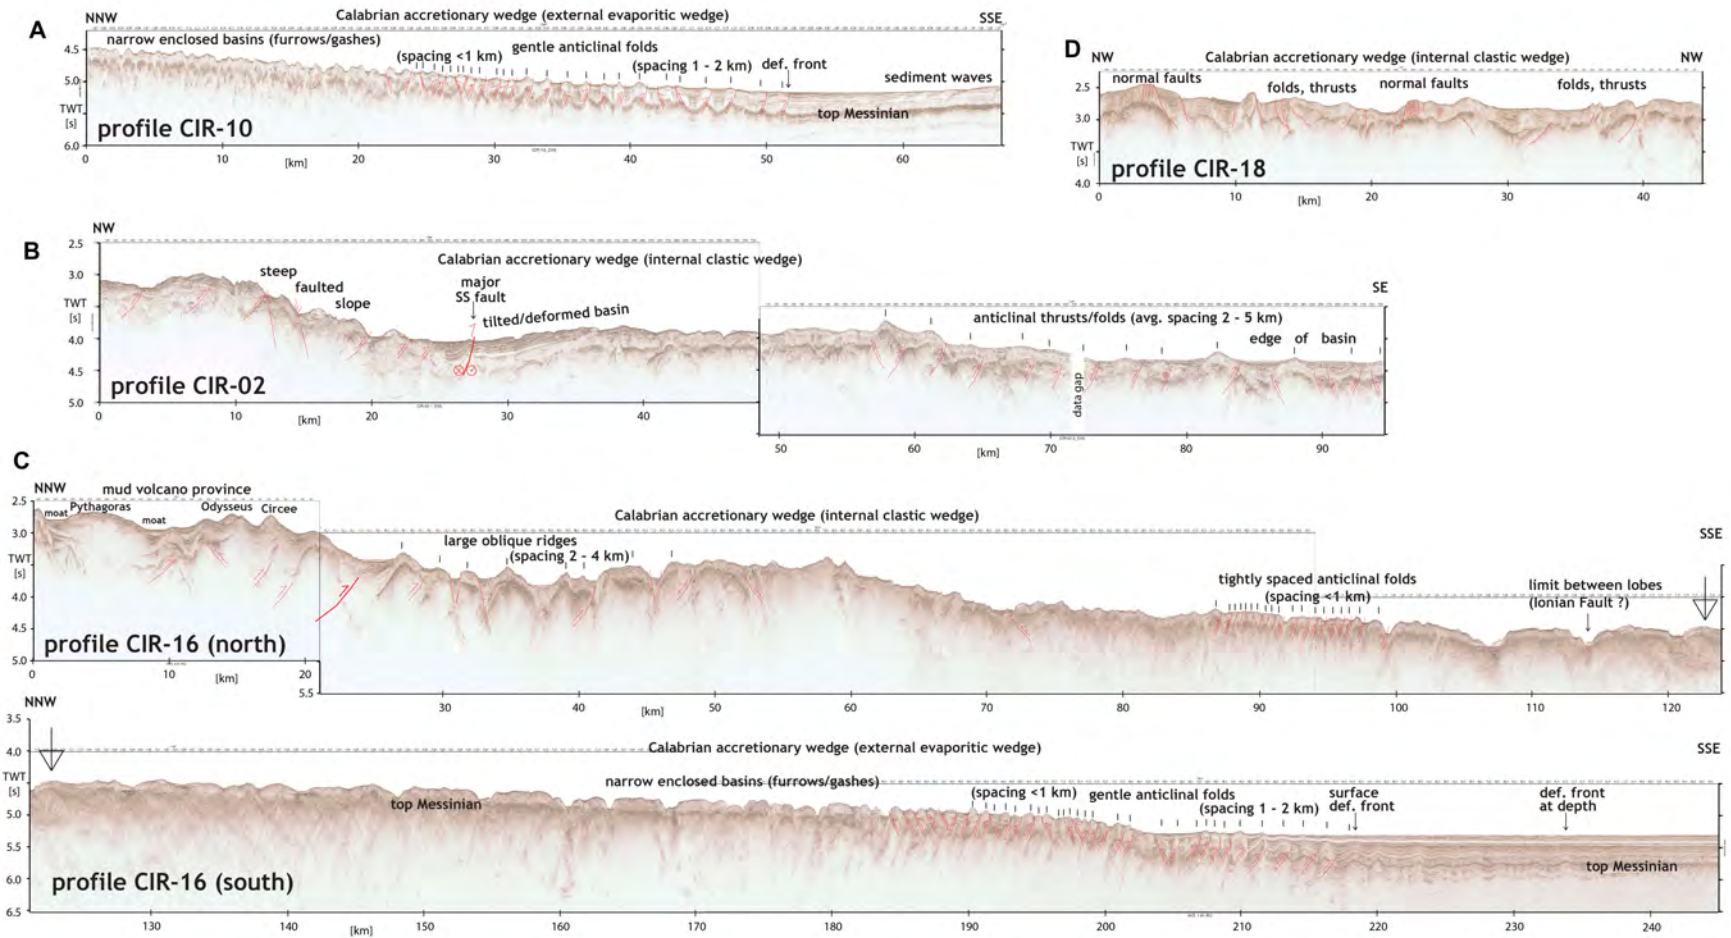 A
NNW
Calabrian accretionary wedge (external evaporitic wedge)
SSE
narrow enclosed basins (furrows/gashes)
gentle anticlinal folds
(spacing <1 km)
(spacing 1 - 2 km)
def. front
sediment waves
4.5
5.0
TWT
[s]
6.0
top Messinian
profile CIR-10
0
10
20
30
40
50
60
[km]
D
NW
Calabrian accretionary wedge (internal clastic wedge)
NW
normal faults
folds, thrusts
normal faults
folds, thrusts
2.5
3.0
TWT
[s]
4.0
profile CIR-18
0
10
20
30
40
[km]
B
NW
Calabrian accretionary wedge (internal clastic wedge)
SE
2.5
3.0
TWT
[s]
4.0
4.5
5.0
steep
faulted
slope
major
SS fault
tilted/deformed basin
anticlinal thrusts/folds (avg. spacing 2 - 5 km)
edge of basin
data gap
profile CIR-02
0
10
20
30
40
[km]
50
60
70
80
90
[km]
C
NNW
mud volcano province
moat
Pythagoras
moat
Odysseus
Circee
Calabrian accretionary wedge (internal clastic wedge)
SSE
large oblique ridges
(spacing 2 - 4 km)
tightly spaced anticlinal folds
(spacing <1 km)
limit between lobes
(Ionian Fault ?)
2.5
3.0
TWT
[s]
4.0
4.5
5.0
5.5
profile CIR-16 (north)
0
10
20
[km]
30
40
50
60
70
80
90
100
110
120
[km]
NNW
Calabrian accretionary wedge (external evaporitic wedge)
SSE
3.5
4.0
TWT
[s]
5.0
5.5
6.0
6.5
narrow enclosed basins (furrows/gashes)
top Messinian
(spacing <1 km)
gentle anticlinal folds
(spacing 1 - 2 km)
surface
def. front
def. front
at depth
top Messinian
profile CIR-16 (south)
130
140
150
160
170
180
190
200
210
220
230
240
[km]